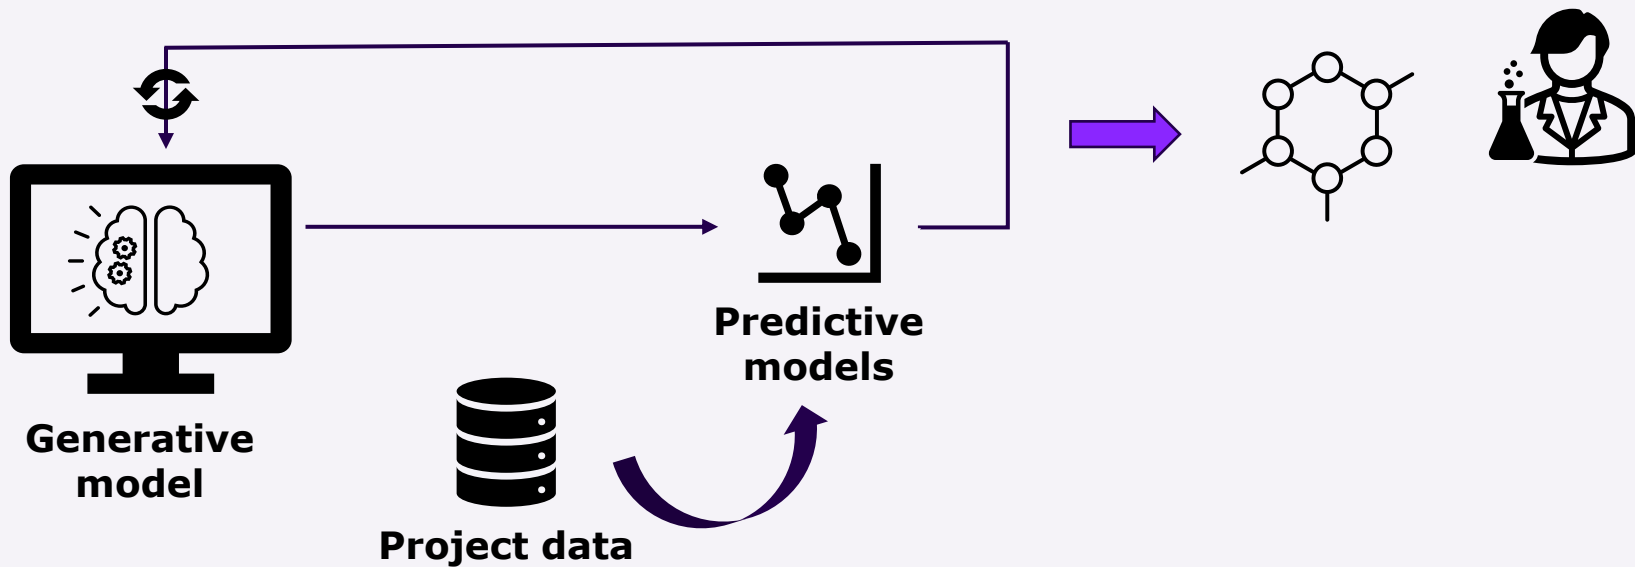 Predictive
models
Generative
model
Project data